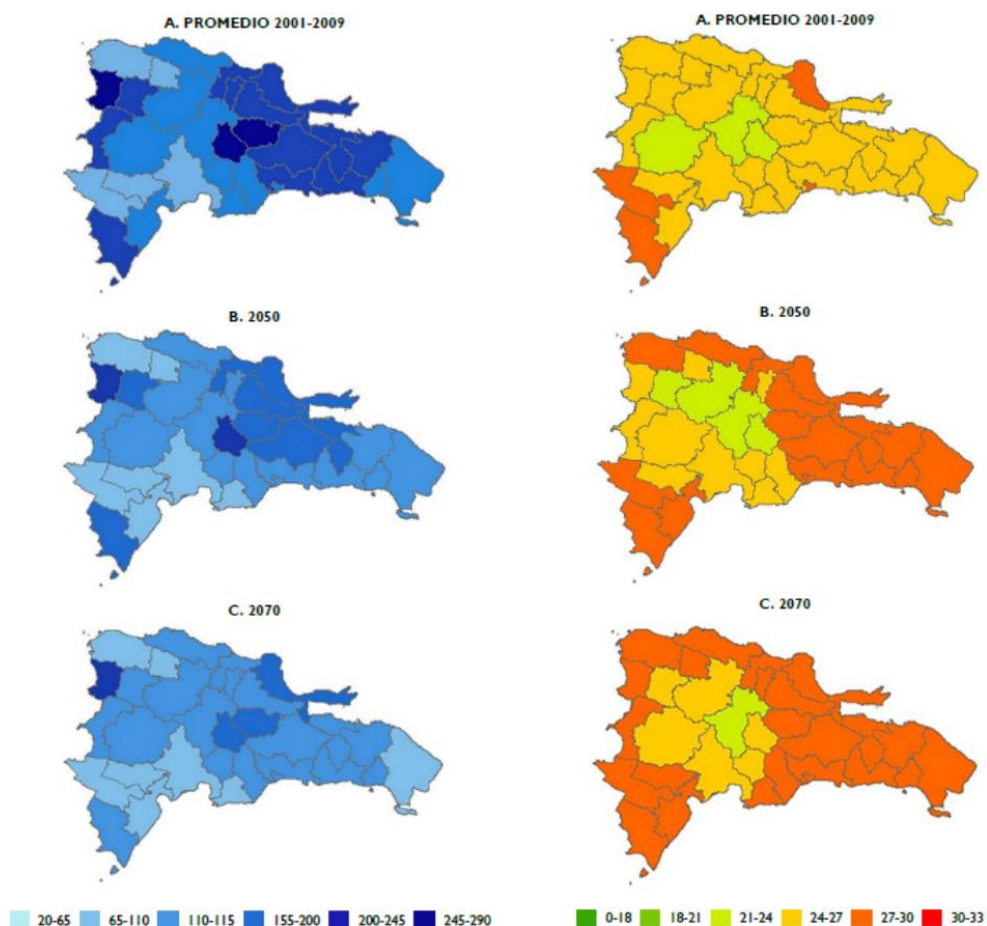 A. PROMEDIO 2001-2009
A. PROMEDIO 2001-2009
B. 2050
B. 2050
C. 2070
C. 2070
20-65 65-110 110-115 155-200 200-245 245-290
0-18 18-21 21-24 24-27 27-30 30-33